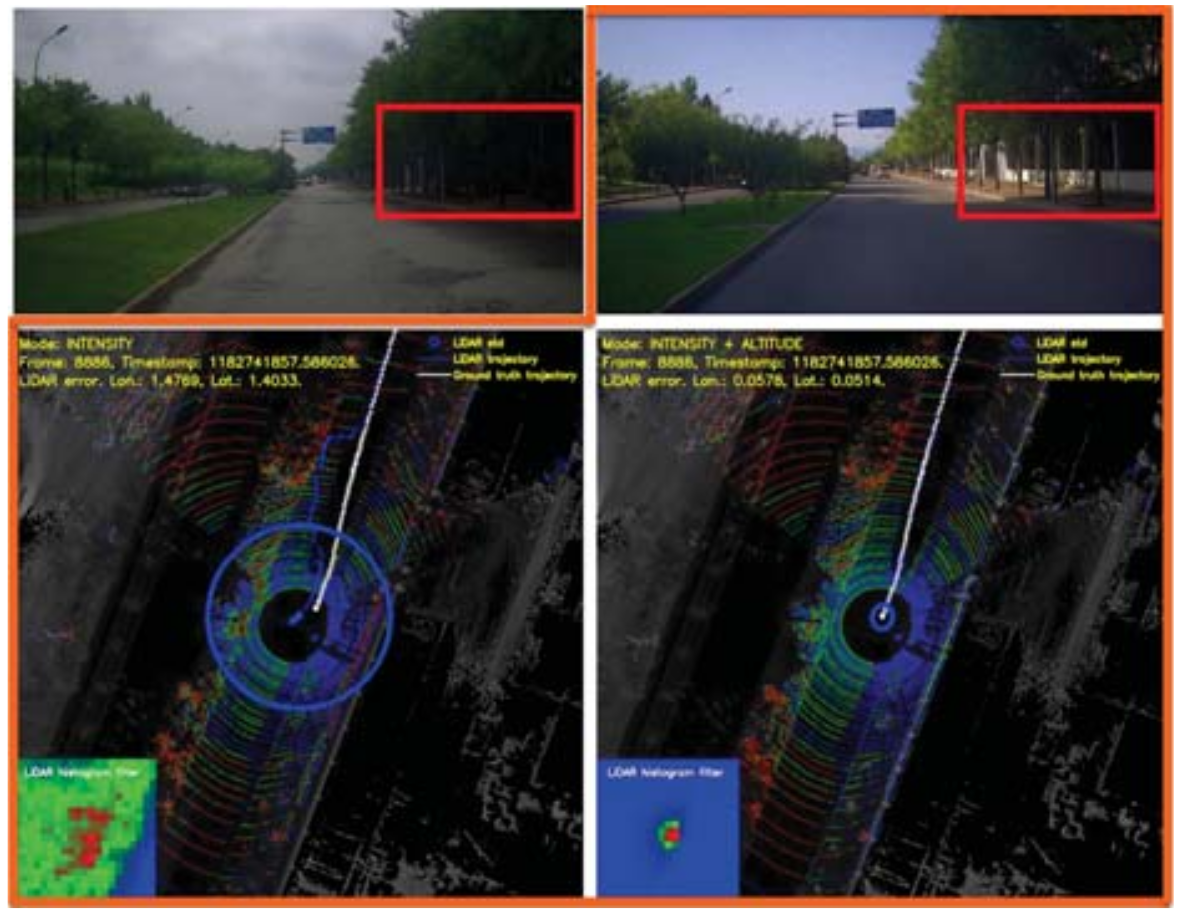 Mode: INTENSITY
Frame: 8886, Timestamp: 1182741857.586026.
LiDAR error. Lon.: 1.4769, Lat.: 1.4033.
LiDAR std
LiDAR trajectory
Ground truth trajectory
LiDAR histogram filter
Mode: INTENSITY + ALTITUDE
Frame: 8886, Timestamp: 1182741857.586026.
LiDAR error. Lon.: 0.0578, Lat.: 0.0514.
LiDAR std
LiDAR trajectory
Ground truth trajectory
LiDAR histogram filter